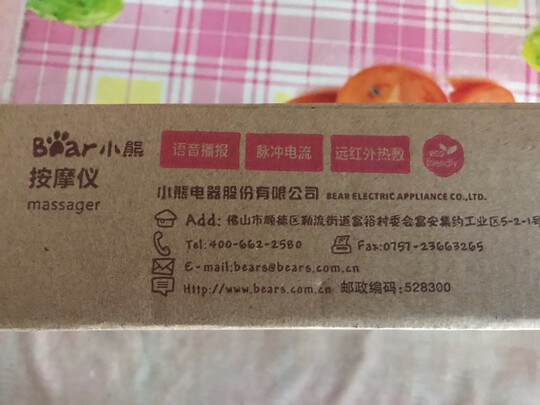 Bear小熊
按摩仪
massager
语音播报 脉冲电流 远红外热敷 eco friendly
小熊电器股份有限公司 BEAR ELECTRIC APPLIANCE CO.,LTD.
Add: 佛山市顺德区勒流街道富裕村委会富安集约工业区5-2-1号
Tel:400-662-2580 Fax:0757-23663265
E-mail:bears@bears.com.cn
Http://www.bears.com.cn 邮政编码:528300